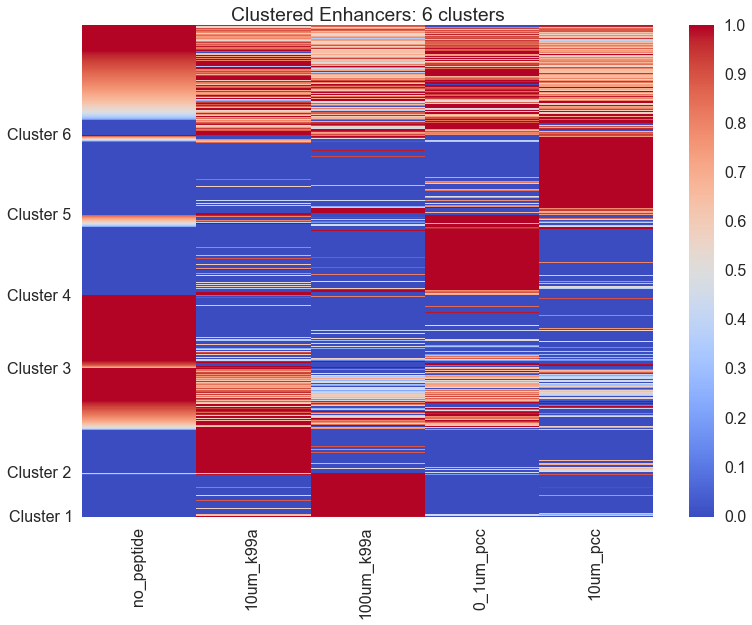 Clustered Enhancers: 6 clusters
Cluster 6
Cluster 5
Cluster 4
Cluster 3
Cluster 2
Cluster 1
no_peptide
10um_k99a
100um_k99a
0_1um_pcc
10um_pcc
1.0
0.9
0.8
0.7
0.6
0.5
0.4
0.3
0.2
0.1
0.0